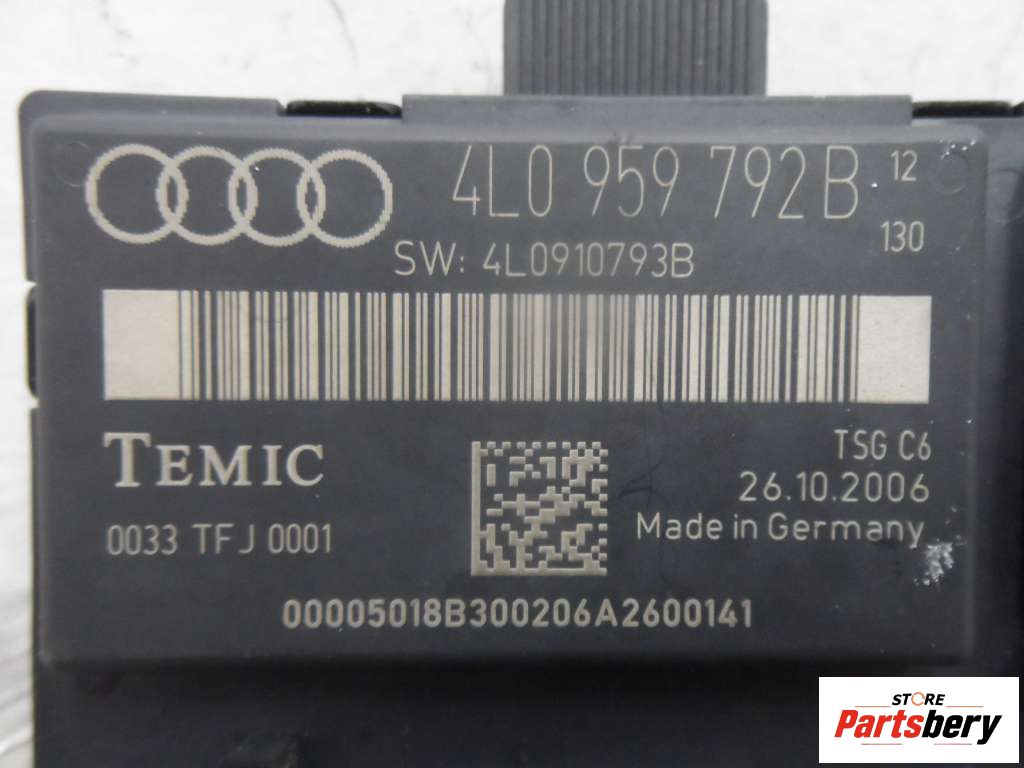 4L0 959 792B 12
130
SW: 4L0910793B
TEMIC
TSG C6
26.10.2006
0033 TFJ 0001
Made in Germany
00005018B300206A2600141
STORE
Partsbery